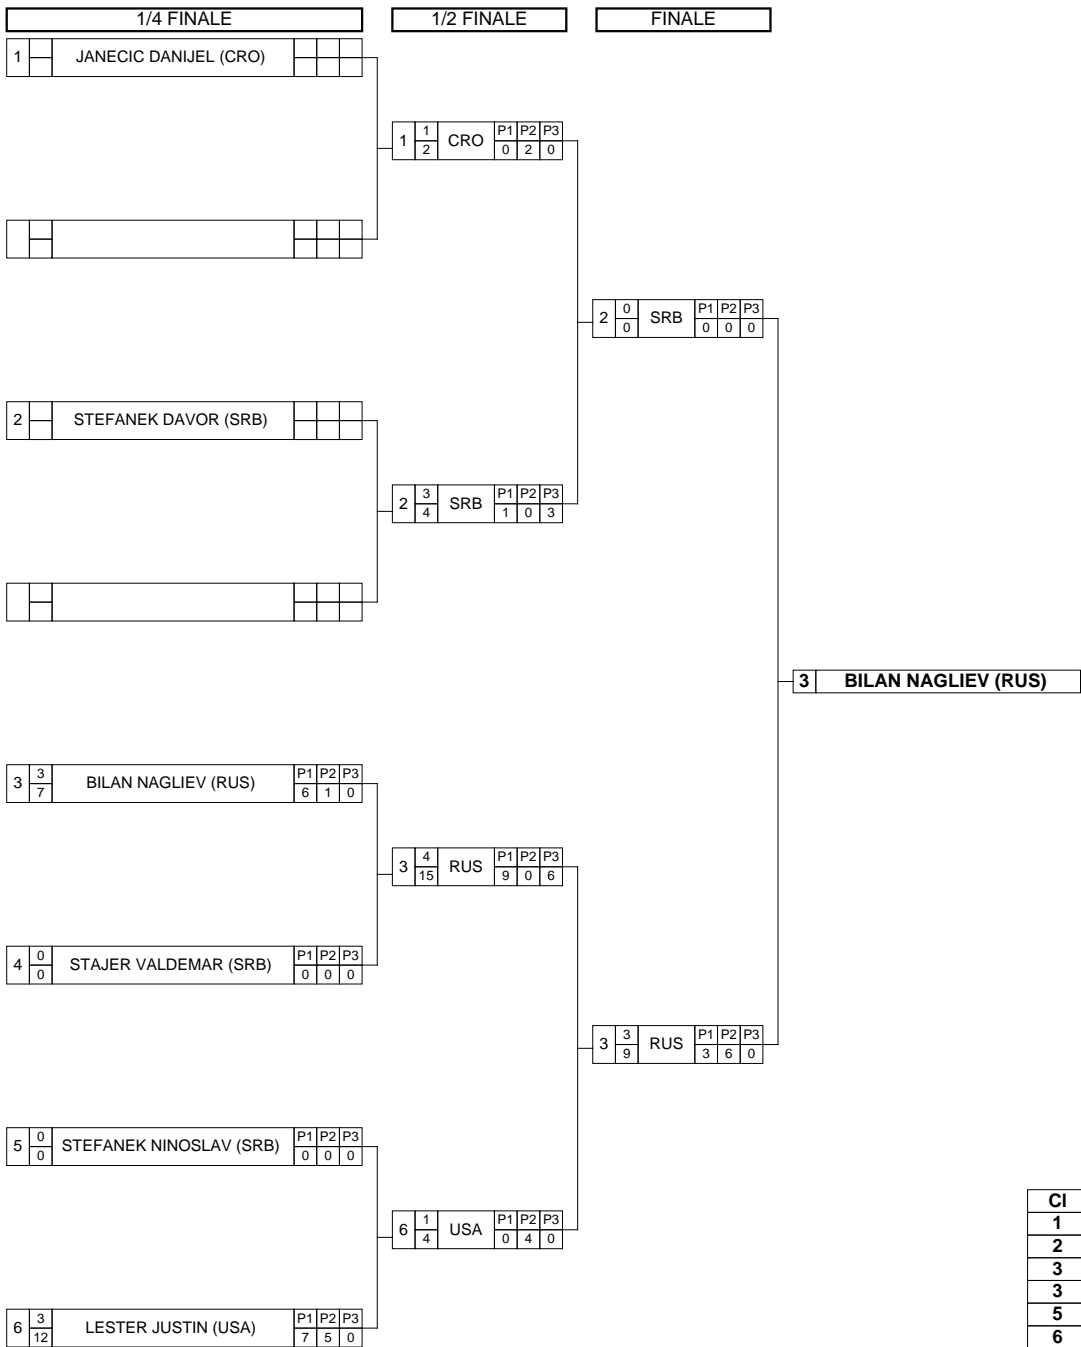 1/4 FINALE 1/2 FINALE FINALE
1 JANECIC DANIJEL (CRO)
1 1 CRO P1 P2 P3
2 0 2 0
2 0 SRB P1 P2 P3
0 0 0 0
2 STEFANEK DAVOR (SRB)
2 3 SRB P1 P2 P3
4 1 0 3
3 BILAN NAGLIEV (RUS)
3 3 BILAN NAGLIEV (RUS) P1 P2 P3
7 6 1 0
3 4 RUS P1 P2 P3
15 9 0 6
4 0 STAJER VALDEMAR (SRB) P1 P2 P3
0 0 0 0
3 3 RUS P1 P2 P3
9 3 6 0
5 0 STEFANEK NINOSLAV (SRB) P1 P2 P3
0 0 0 0
6 1 USA P1 P2 P3
4 0 4 0
Cl
1
2
3
3
5
6
6 3 LESTER JUSTIN (USA) P1 P2 P3
12 7 5 0